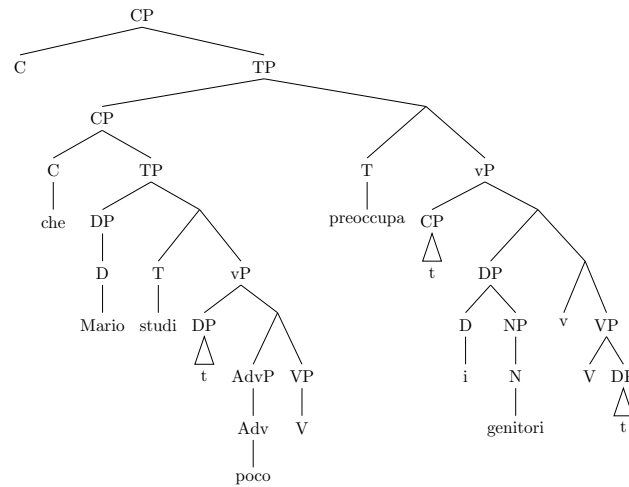 CP
C TP
CP
C TP T vP
che DP preoccupa CP
D T vP t DP
Mario studi DP D NP v VP
t AdvP VP i N V
Adv V genitori t
poco